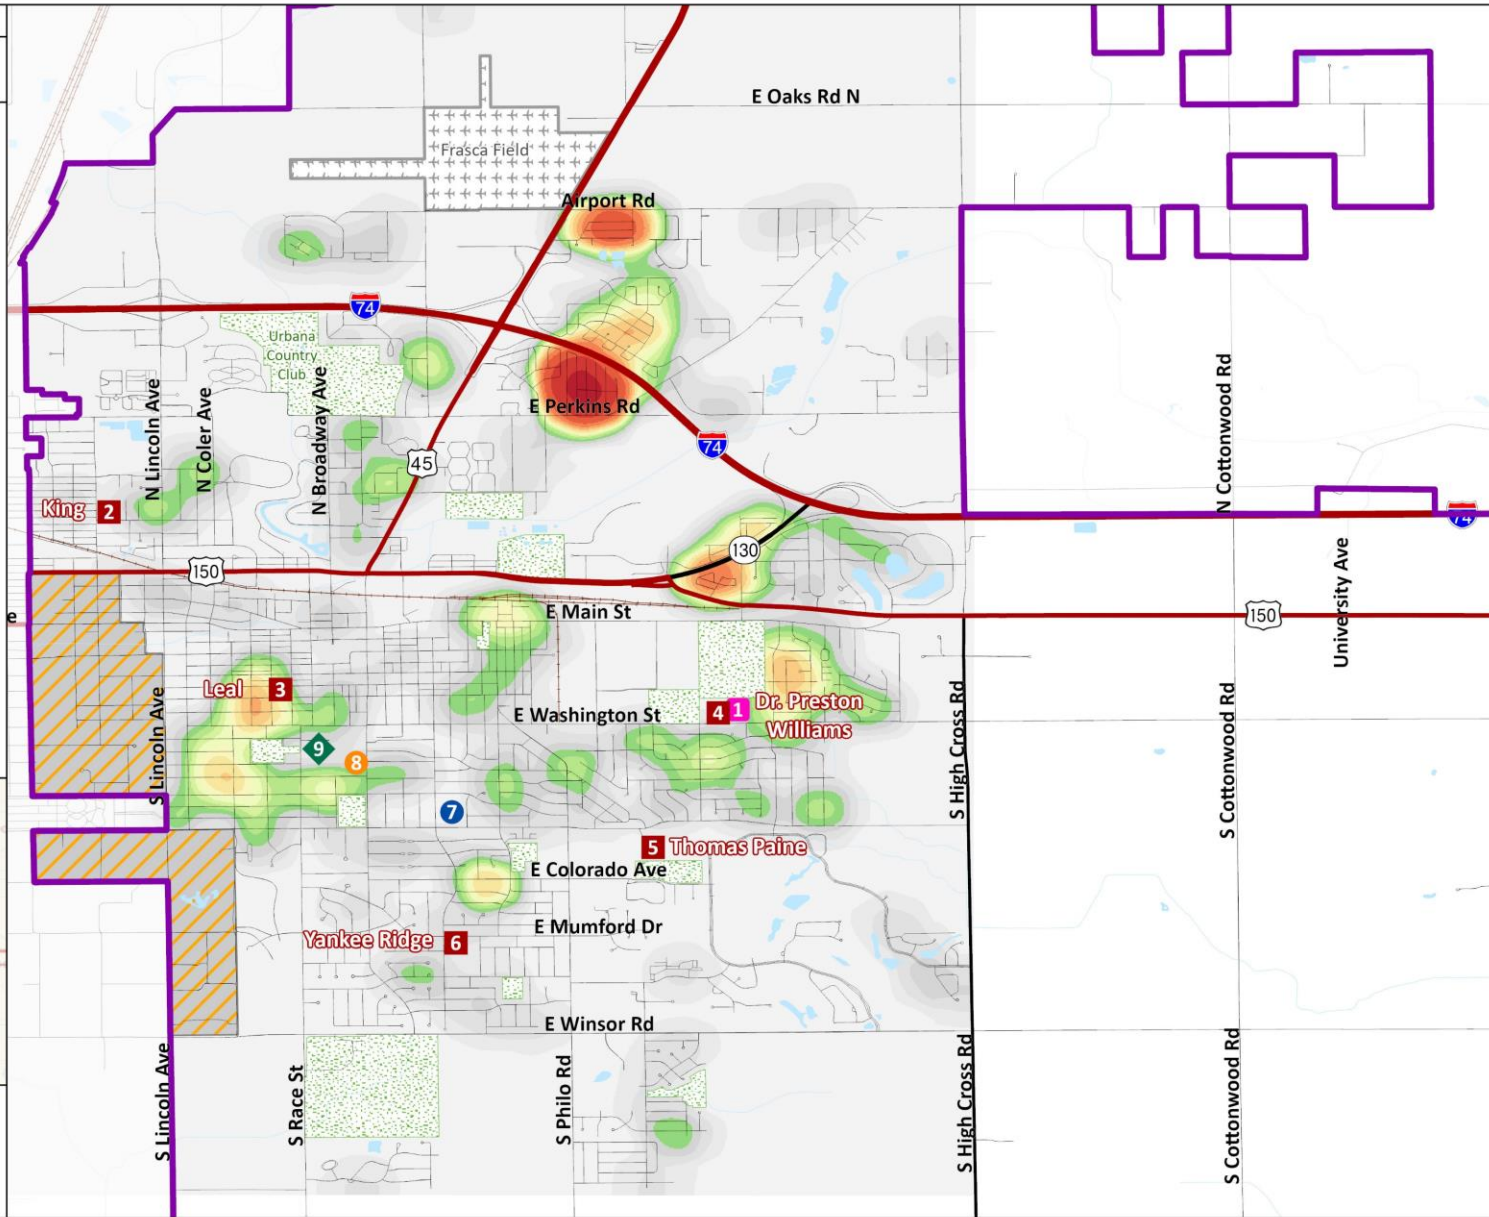 E Oaks Rd N
Frasca Field
Airport Rd
74
Urbana
Country
Club
N Lincoln Ave
N Coler Ave
N Broadway Ave
E Perkins Rd
45
74
N Cottonwood Rd
King 2
130
74
150
e
E Main St
150
University Ave
Leal 3
S Lincoln Ave
E Washington St
4 1 Dr. Preston
Williams
S High Cross Rd
S Cottonwood Rd
9
8
7
5 Thomas Paine
E Colorado Ave
E Mumford Dr
Yankee Ridge 6
E Winsor Rd
S Lincoln Ave
S Race St
S Philo Rd
S High Cross Rd
S Cottonwood Rd